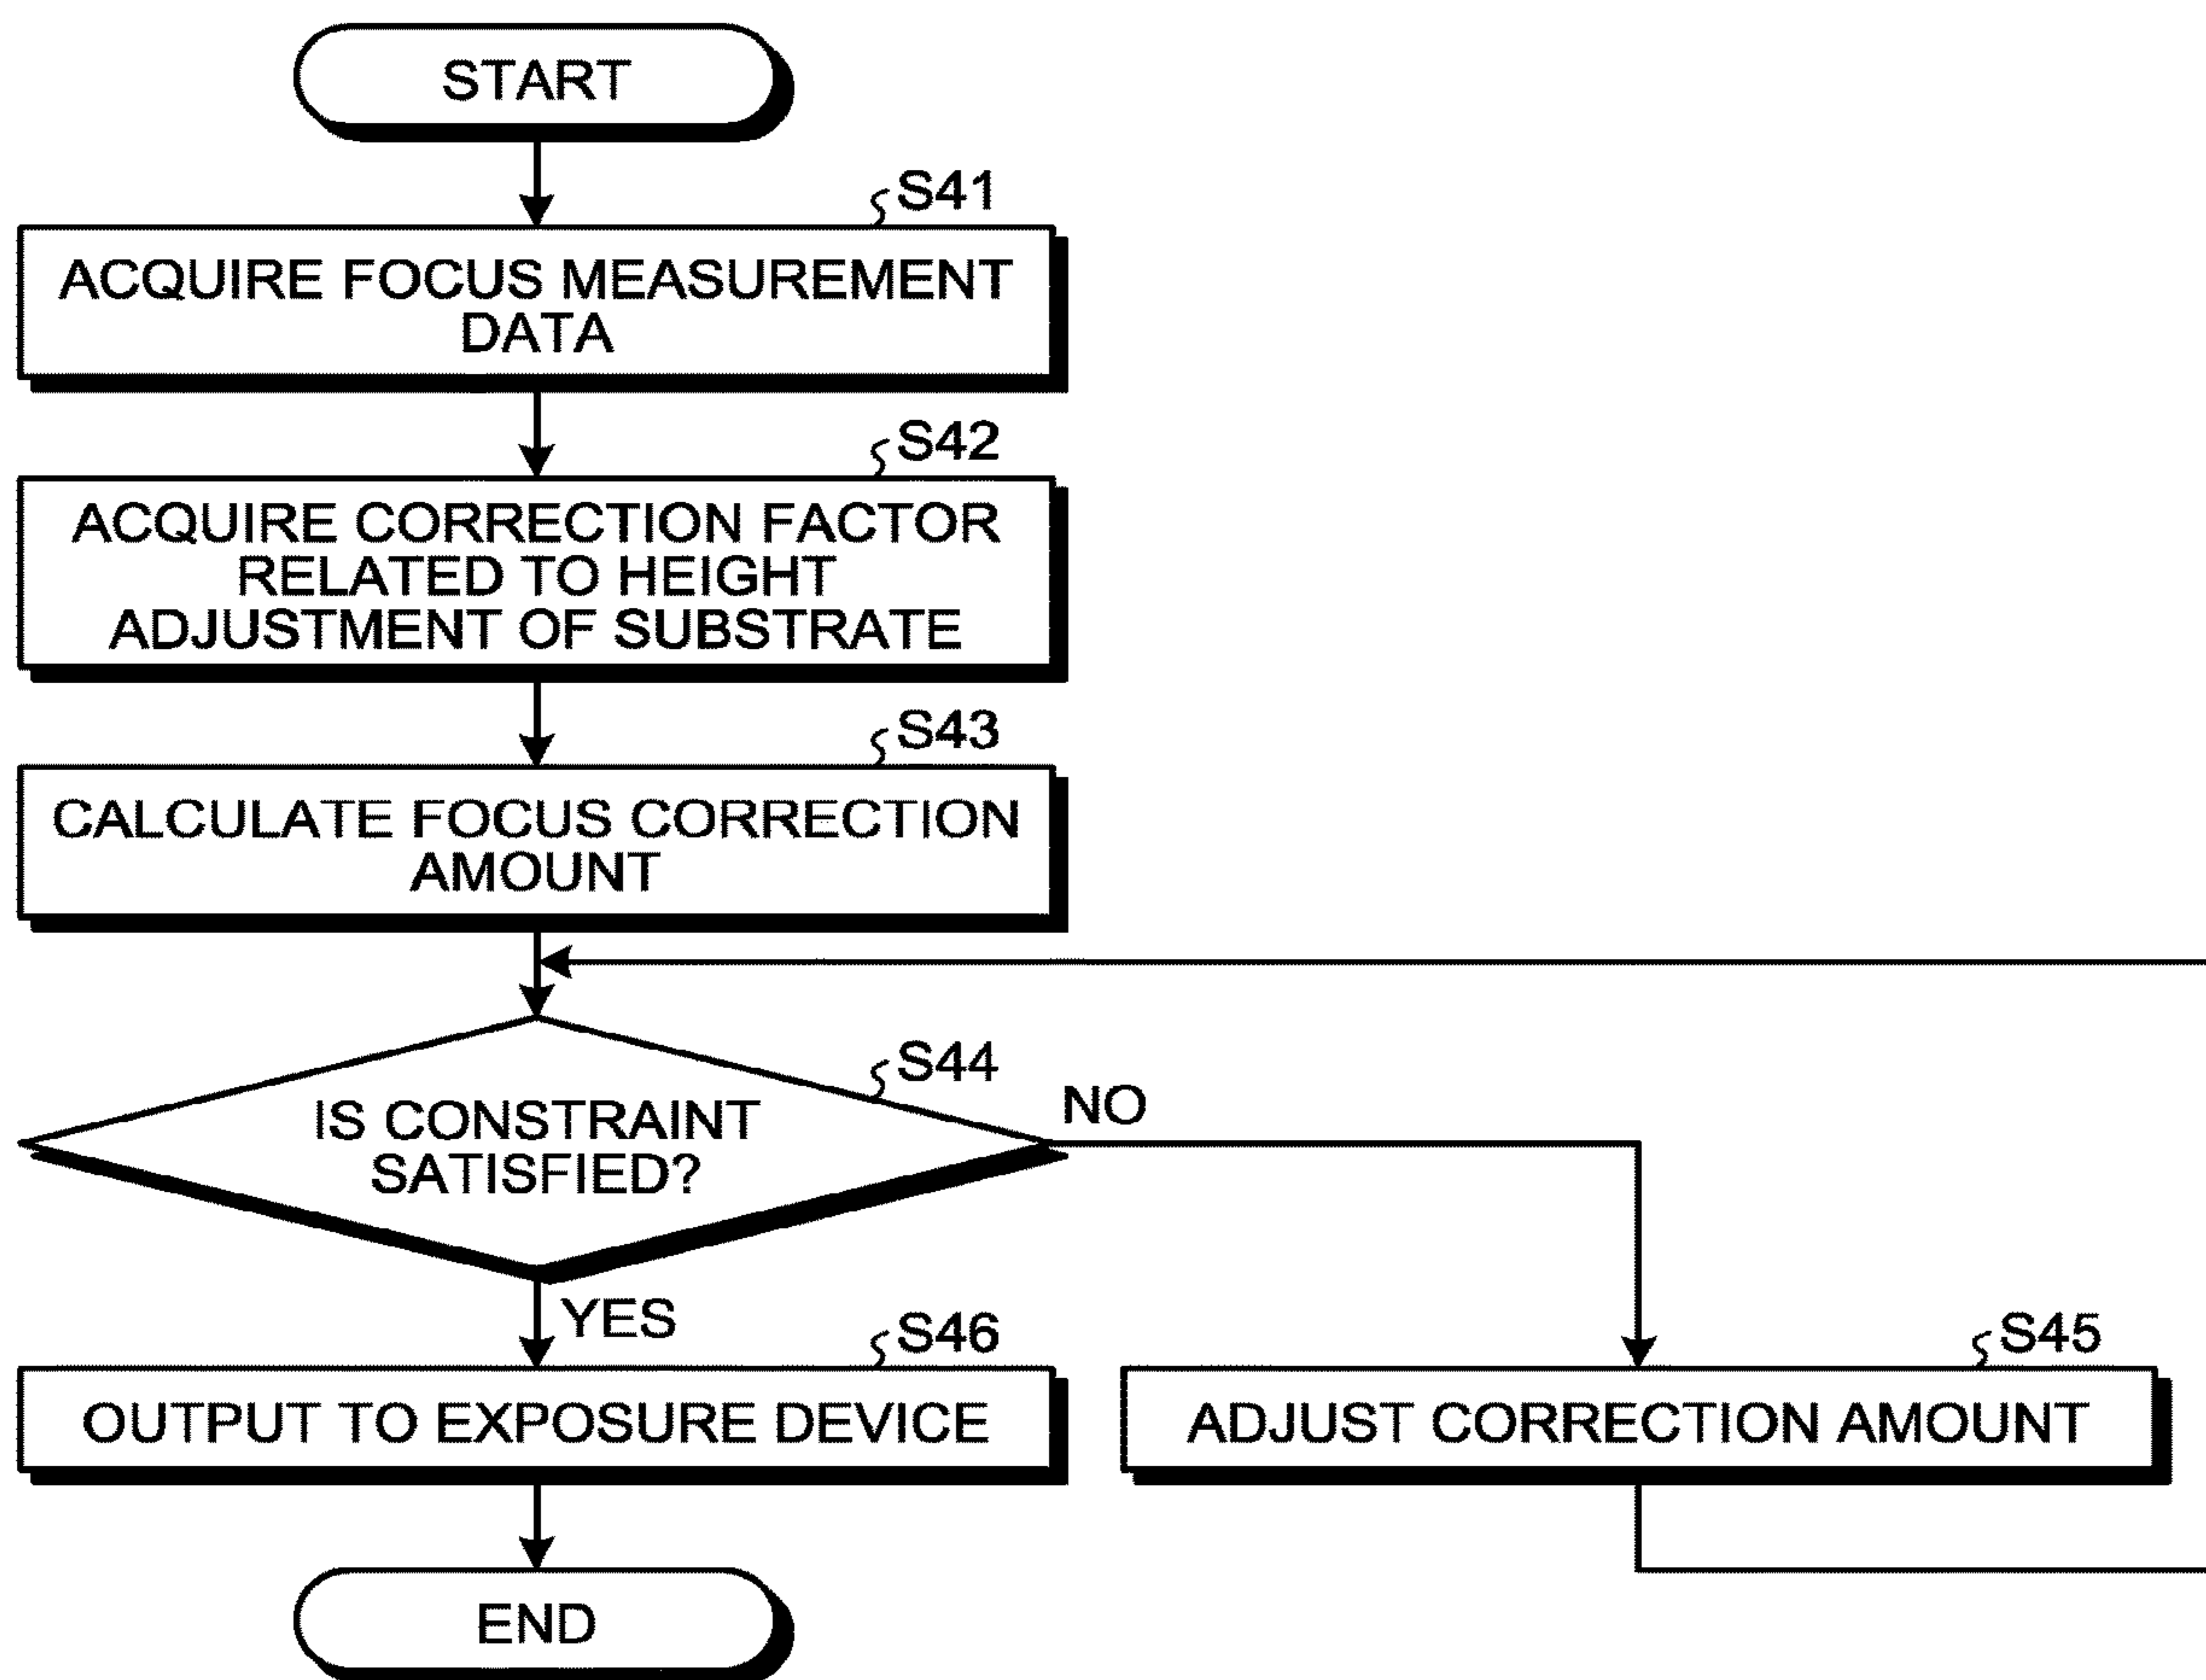 START
S41
ACQUIRE FOCUS MEASUREMENT
DATA
S42
ACQUIRE CORRECTION FACTOR
RELATED TO HEIGHT
ADJUSTMENT OF SUBSTRATE
S43
CALCULATE FOCUS CORRECTION
AMOUNT
S44
IS CONSTRAINT
SATISFIED?
NO
YES
S46
OUTPUT TO EXPOSURE DEVICE
S45
ADJUST CORRECTION AMOUNT
END